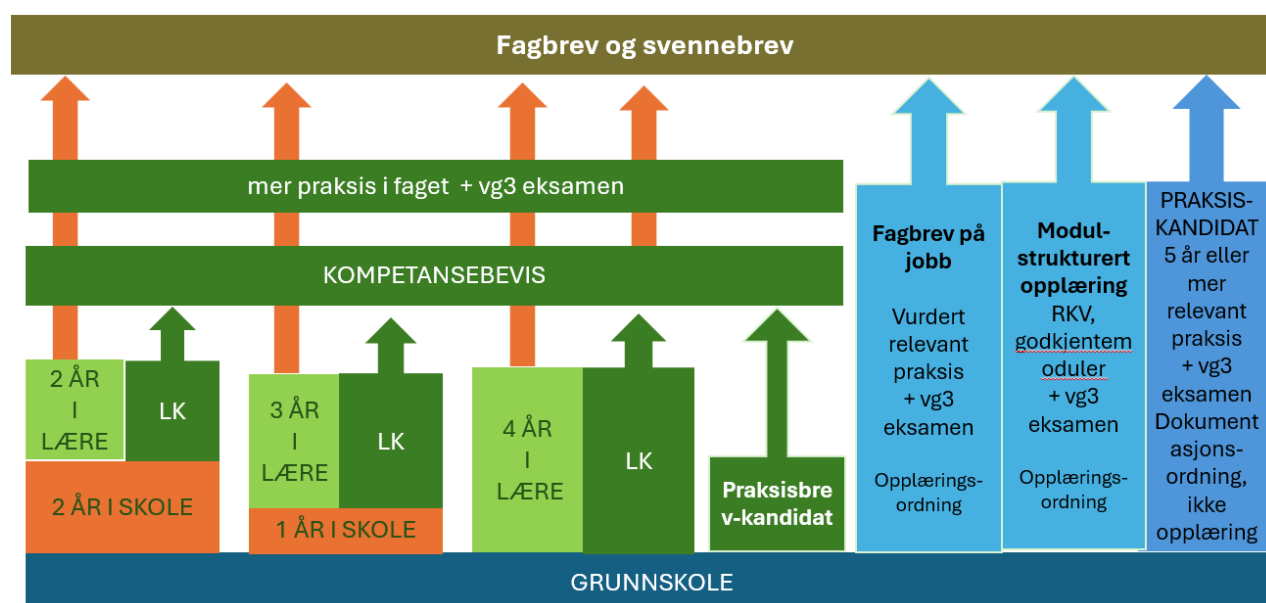 Fagbrev og svennebrev
mer praksis i faget + vg3 eksamen
KOMPETANSEBEVIS
2 ÅR
I
LÆRE
LK
2 ÅR I SKOLE
3 ÅR
I
LÆRE
LK
1 ÅR I SKOLE
4 ÅR
I
LÆRE
LK
Praksisbre
v-kandidat
Fagbrev på
jobb
Vurdert
relevant
praksis
+ vg3
eksamen
Opplærings-
ordning
Modul-
strukturert
opplæring
RKV,
godkjentem
oduler
+ vg3
eksamen
Opplærings-
ordning
PRAKSIS-
KANDIDAT
5 år eller
mer
relevant
praksis
+ vg3
eksamen
Dokument
asjons-
ordning,
ikke
opplæring
GRUNNSKOLE